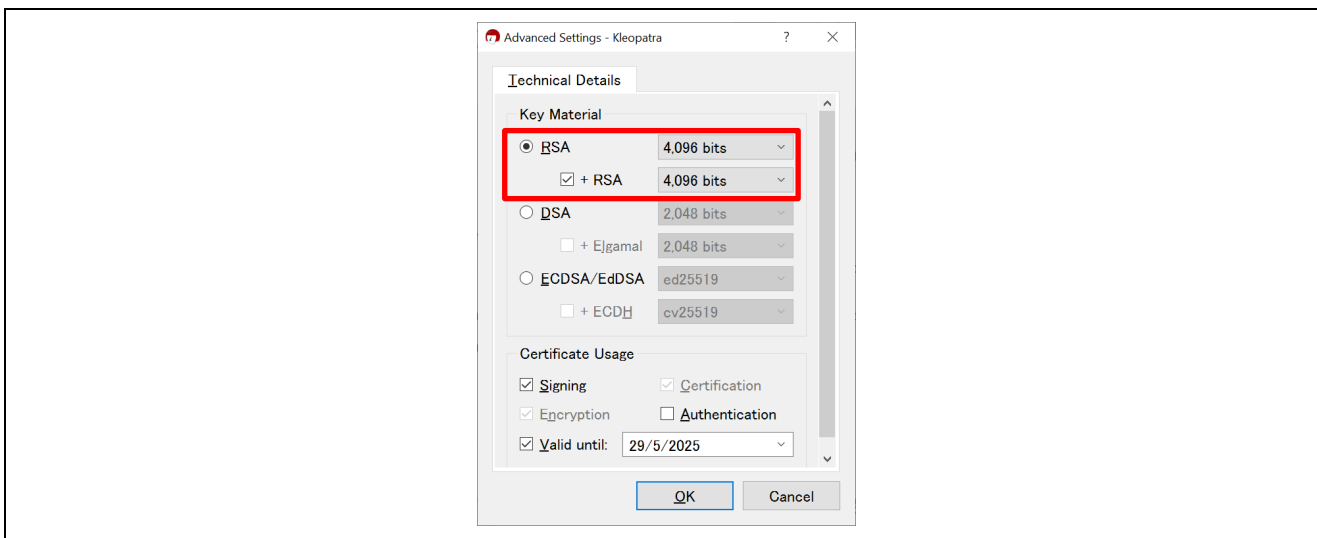 Advanced Settings - Kleopatra ?
Technical Details
Key Material
RSA 4,096 bits
+ RSA 4,096 bits
DSA 2,048 bits
+ Elgamal 2,048 bits
ECDSA/EdDSA ed25519
+ ECDH cv25519
Certificate Usage
Signing Certification
Encryption Authentication
Valid until: 29/5/2025
OK Cancel